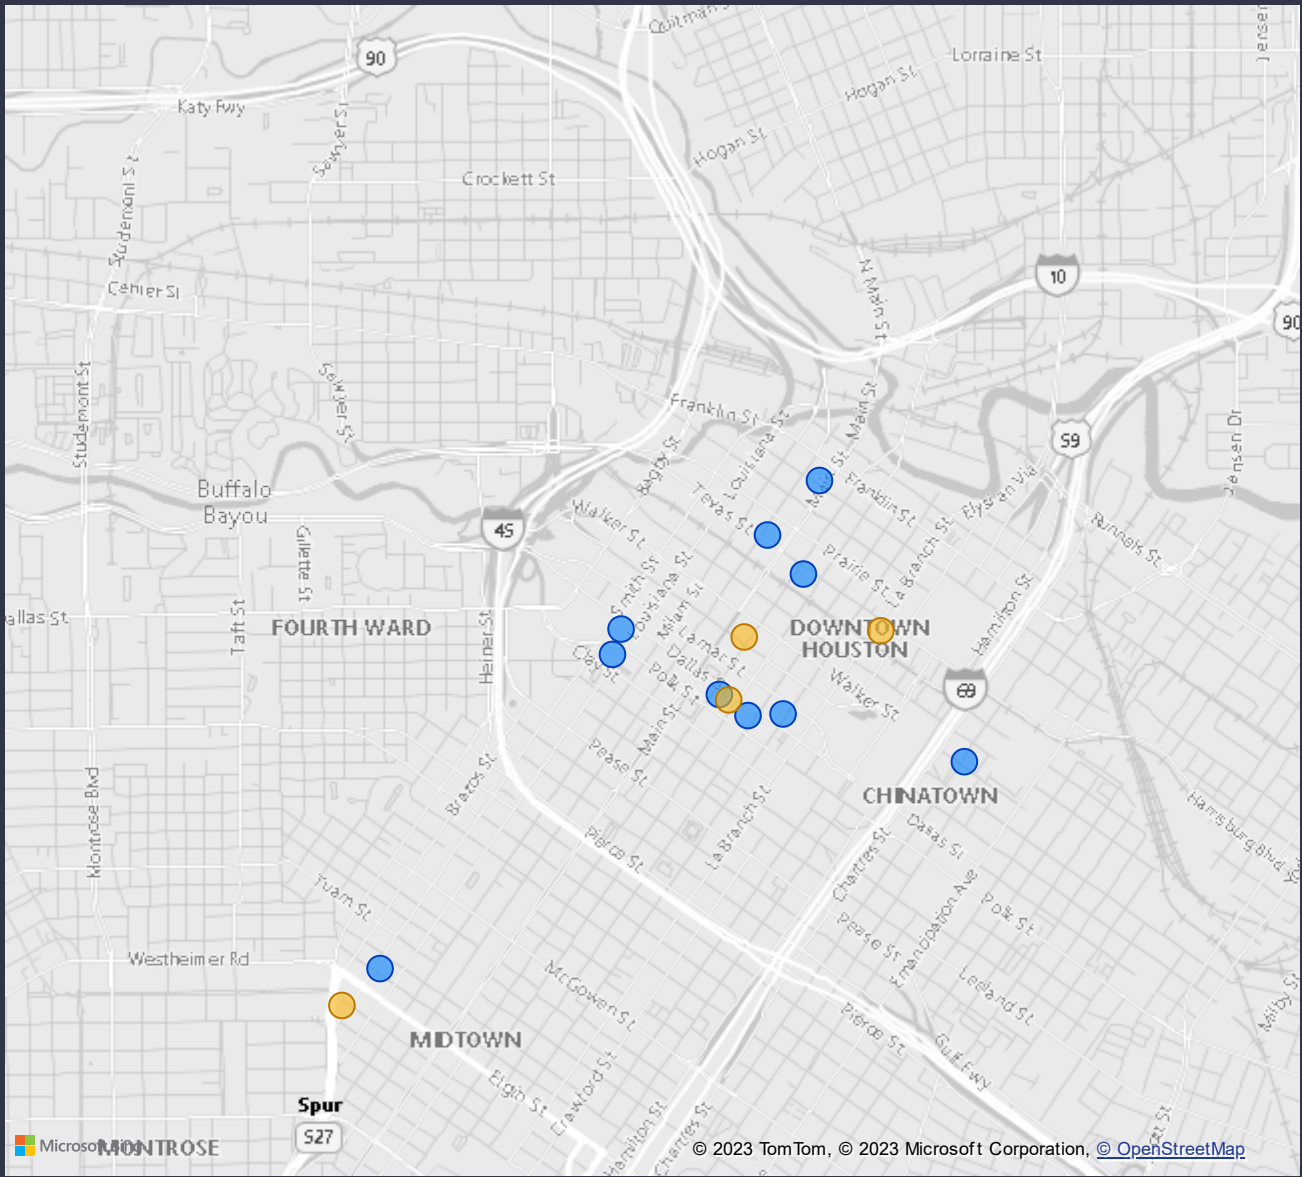 Quitman St
Jensen
Lorraine St
90
Hogan St
Katy Fwy
Sawyer St
Hogan St
Crockett St
Studemont St
10
N Main St
Center St
90
Studemont St
Sawyer St
Franklin St
Main St
Louisiana St
Bagby St
59
Jensen Dr
Buffalo
Bayou
Texas St
Franklin St
Elysian Via
Walker St
45
Runnels St
La Branch St
Prairie St
Gillette St
Smith St
Louisiana St
Milam St
Hamilton St
allas St
Taft St
FOURTH WARD
Heiner St
Lamar St
DOWNTOWN
HOUSTON
Clay St
Dallas
Polk St
Walker St
69
Main St
Pease St
Brazos St
CHINATOWN
Montrose Blvd
La Branch St
Pierce St
Dallas St
Harrisburg Blvd
Chartres St
Tuam St
Polk St
Pease St
Emancipation Ave
Westheimer Rd
McGowen St
Leeland St
Pierce St
Gulf Fwy
MIDTOWN
Elgin St
Crawford St
Spur
527
Hamilton St
Chartres St
Microsoft Bing
MONTROSE
© 2023 TomTom, © 2023 Microsoft Corporation, © OpenStreetMap